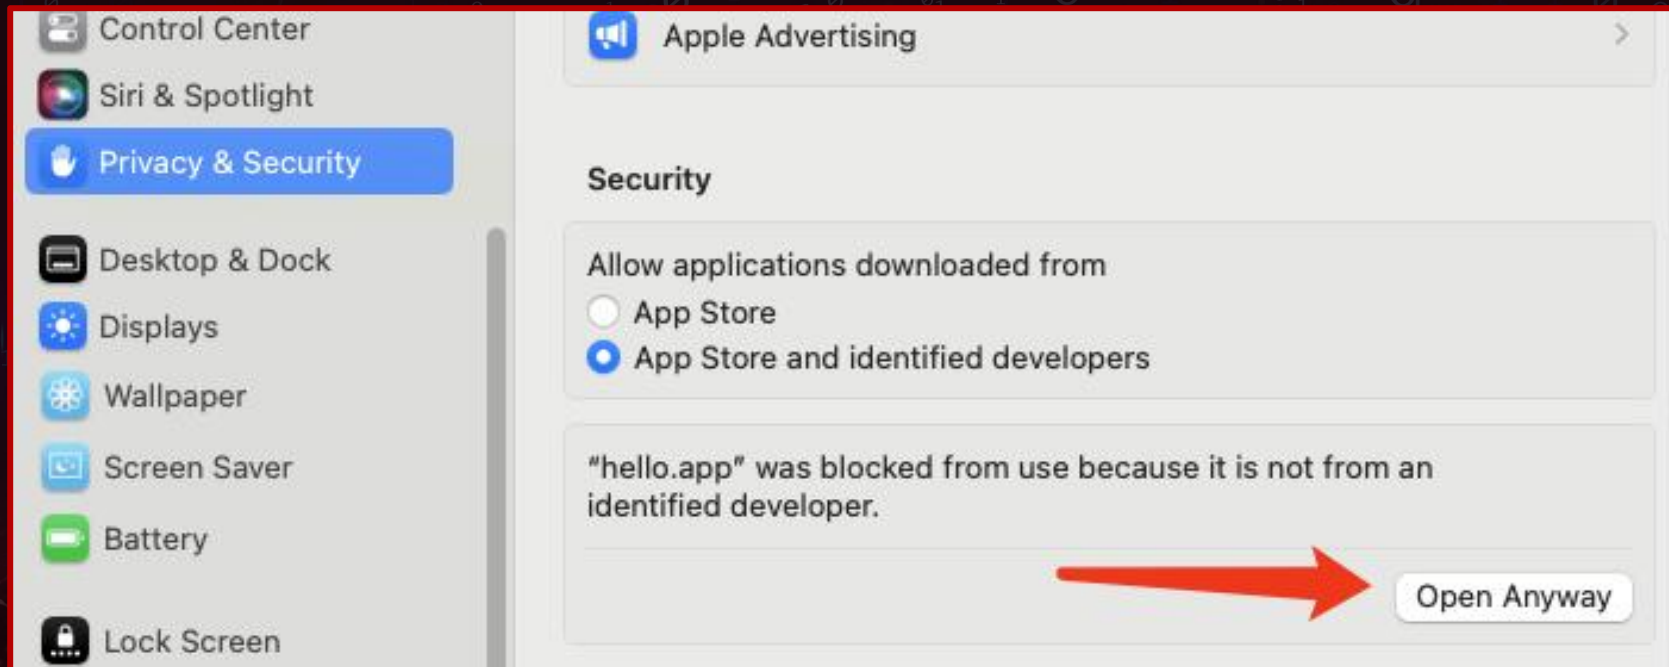 Control Center
Siri & Spotlight
Privacy & Security
Desktop & Dock
Displays
Wallpaper
Screen Saver
Battery
Lock Screen
Apple Advertising
Security
Allow applications downloaded from
App Store
App Store and identified developers
“hello.app” was blocked from use because it is not from an
identified developer.
Open Anyway